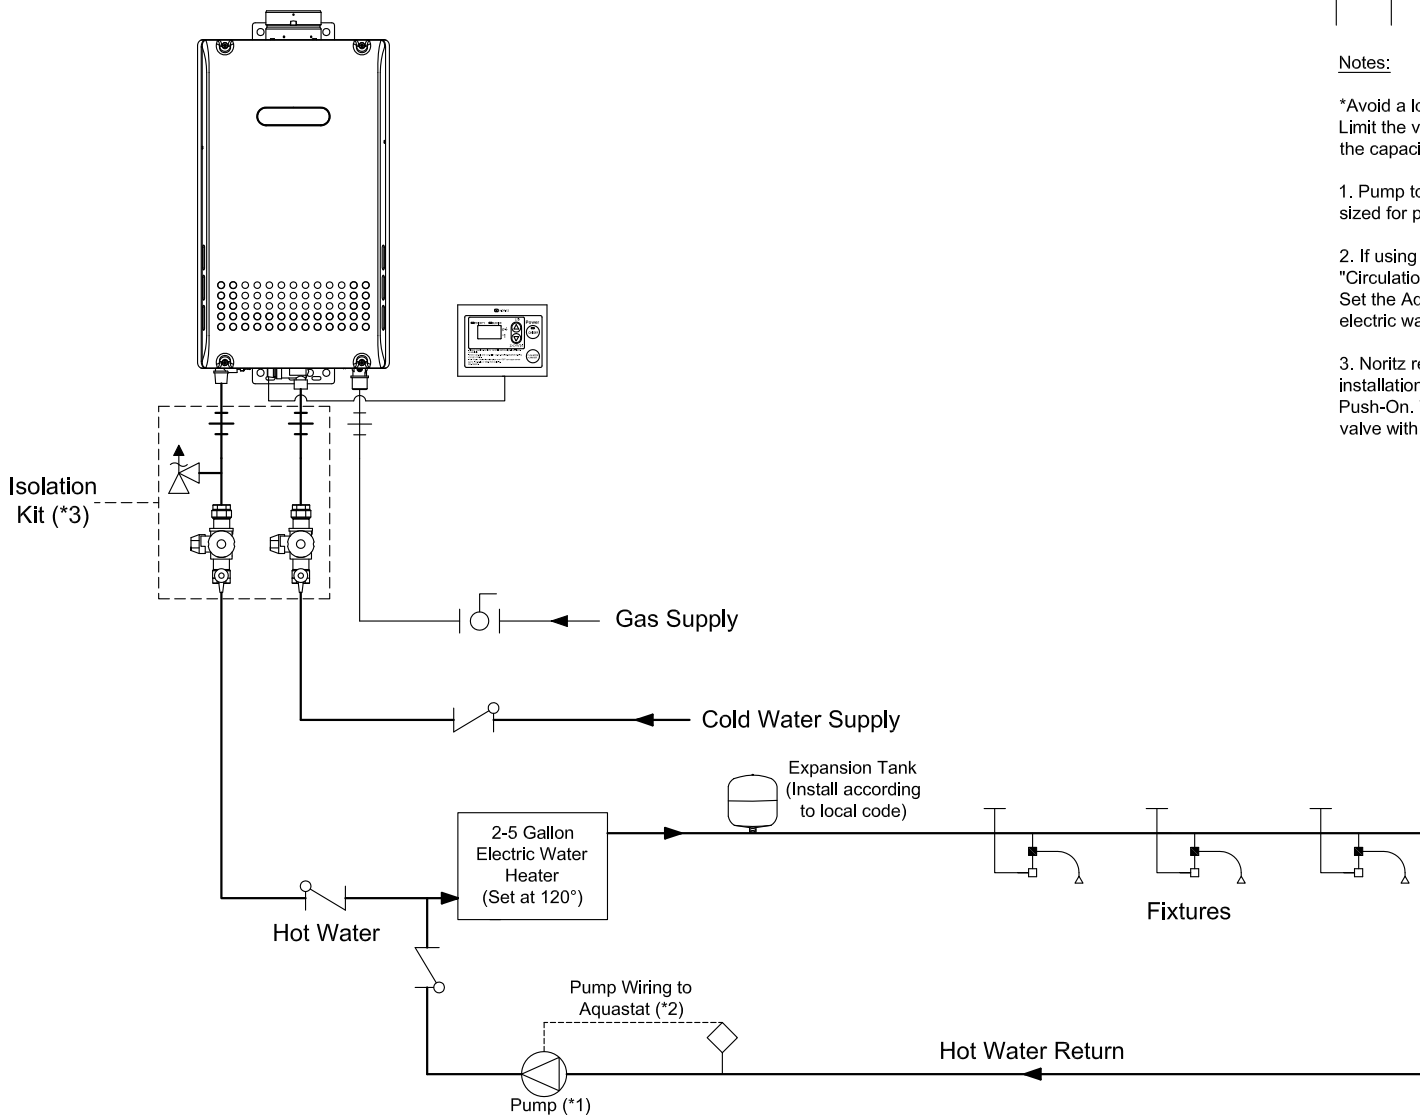 Notes:
*Avoid a lo
Limit the v
the capaci
1. Pump to
sized for p
2. If using
"Circulatio
Set the Aq
electric wa
3. Noritz re
installation
Push-On.
valve with
Isolation
Kit (*3)
Gas Supply
Cold Water Supply
Expansion Tank
(Install according
to local code)
2-5 Gallon
Electric Water
Heater
(Set at 120°)
Hot Water
Fixtures
Pump Wiring to
Aquastat (*2)
Hot Water Return
Pump (*1)
Power